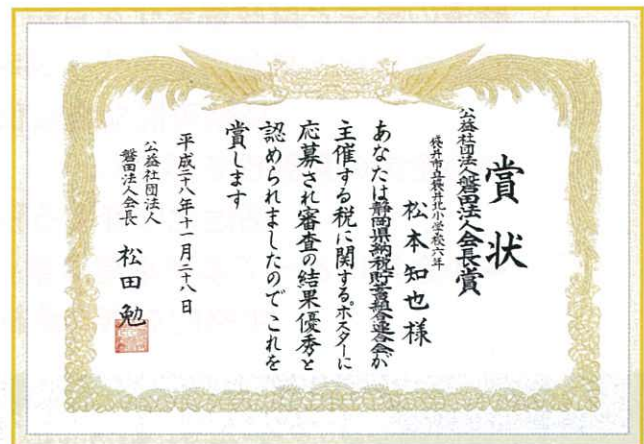 賞状
公益社団法人磐田法人会長賞
袋井市立袋井北小学校六年
松本知也様
あなたは静岡県納税貯蓄組合連合会が
主催する税に関するポスターに
応募され審査の結果優秀と
認められましたのでこれを
賞します
平成二十八年十一月二十八日
公益社団法人
磐田法人会長 松田勉